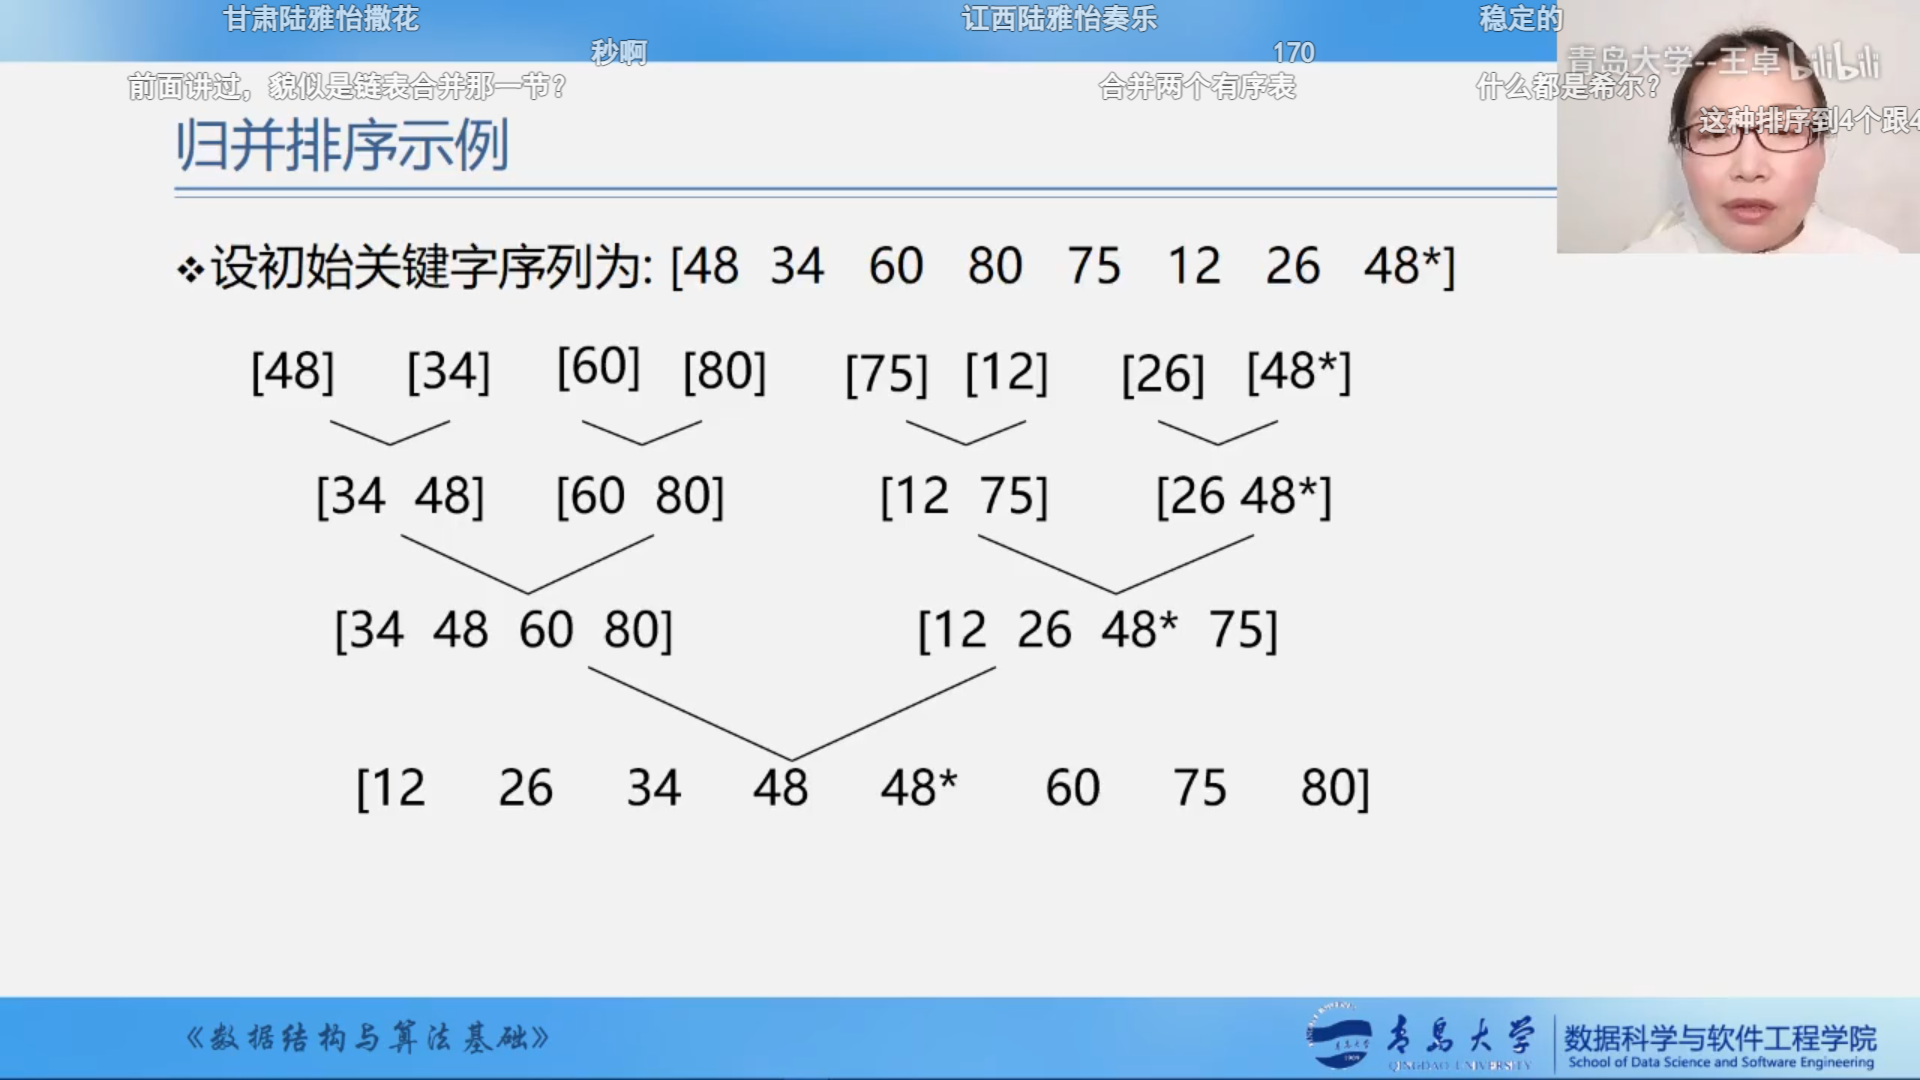 甘肃陆雅怡撒花 讧西陆雅怡奏乐 稳定的
秒啊 170
青岛大学--王卓 bilibili
前面讲过，貌似是链表合并那一节？ 合并两个有序表 什么都是希尔？
这种排序到4个跟4
归并排序示例
❖设初始关键字序列为: [48 34 60 80 75 12 26 48*]
[48] [34] [60] [80] [75] [12] [26] [48*]
[34 48] [60 80] [12 75] [26 48*]
[34 48 60 80] [12 26 48* 75]
[12 26 34 48 48* 60 75 80]
《数据结构与算法基础》
青岛大学 数据科学与软件工程学院
QINGDAO UNIVERSITY School of Data Science and Software Engineering